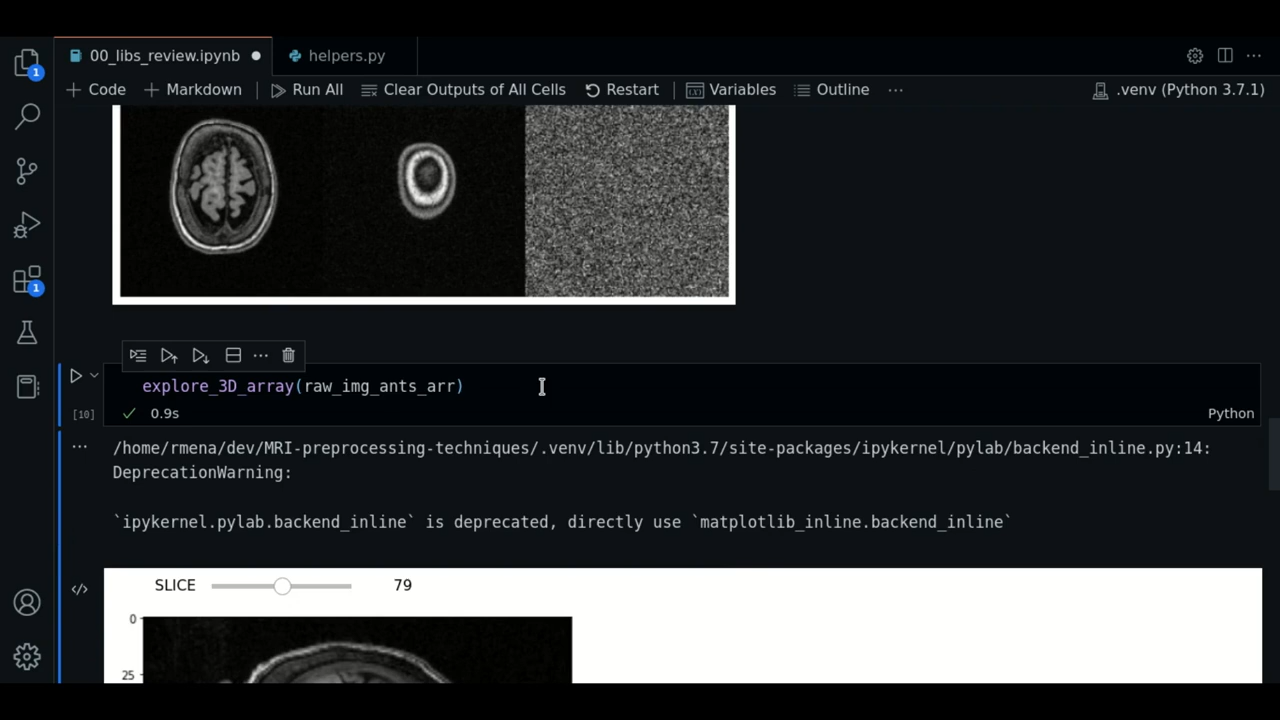 00_libs_review.ipynb
helpers.py
1
Code
Markdown
Run All
Clear Outputs of All Cells
Restart
Variables
Outline
...
.venv (Python 3.7.1)
1
explore_3D_array(raw_img_ants_arr)
[10]
0.9s
Python
/home/rmena/dev/MRI-preprocessing-techniques/.venv/lib/python3.7/site-packages/ipykernel/pylab/backend_inline.py:14:
DeprecationWarning:
`ipykernel.pylab.backend_inline` is deprecated, directly use `matplotlib_inline.backend_inline`
SLICE 79
0
25